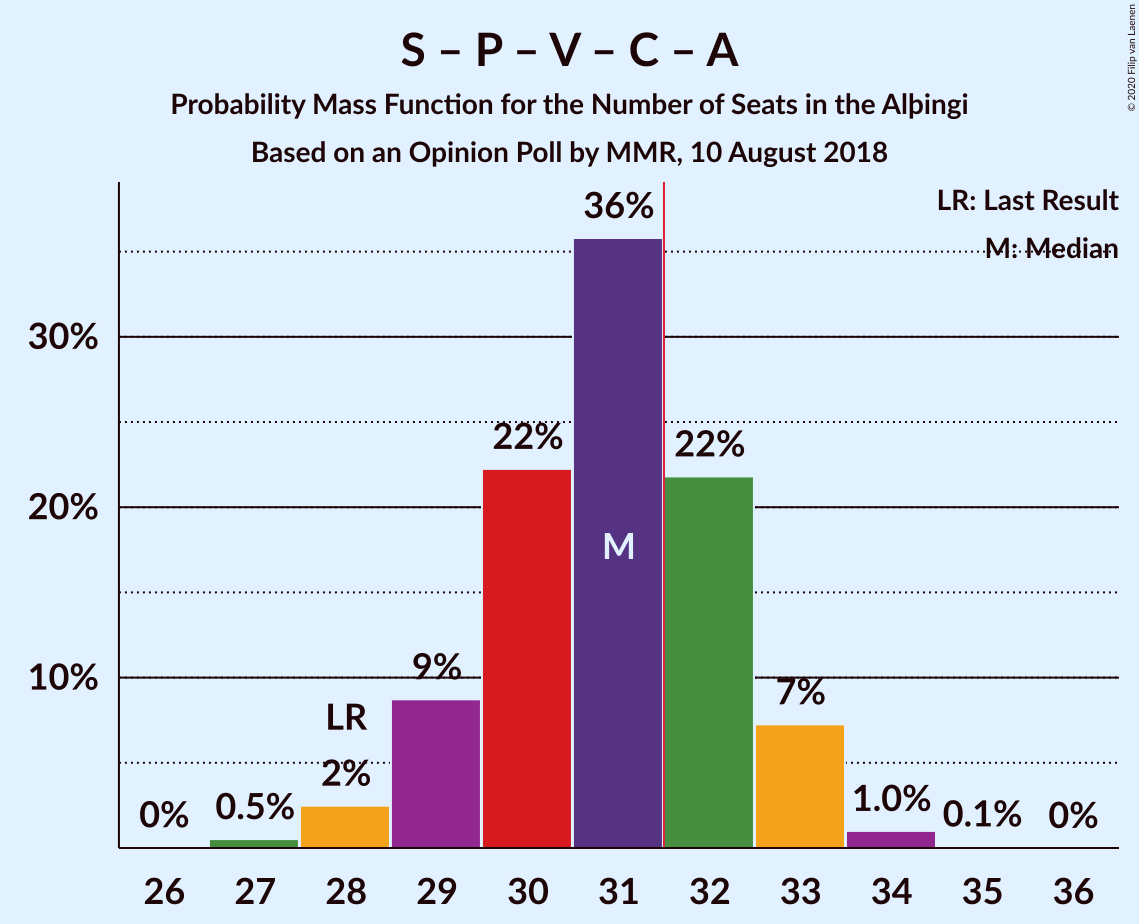 S – P – V – C – A
Probability Mass Function for the Number of Seats in the Alþingi
Based on an Opinion Poll by MMR, 10 August 2018
© 2020 Filip van Laenen
LR: Last Result
M: Median
36%
30%
22%
22%
20%
M
10%
9%
7%
LR
2%
0%
0.5%
1.0%
0.1%
0%
26 27 28 29 30 31 32 33 34 35 36